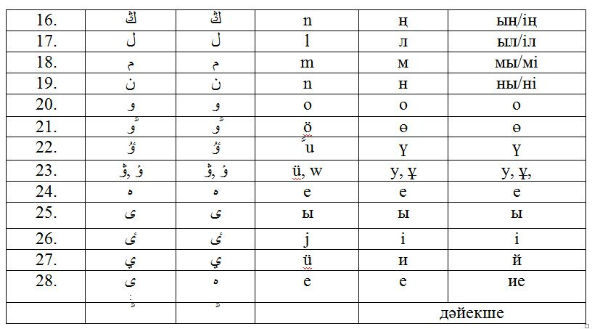 16. ڭ ڭ n ң ың/ің
17. ل ل l л ыл/іл
18. م م m м мы/мі
19. ن ن n н ны/ні
20. و و o о о
21. ö ө ө
22. u ү ү
23. ü, w у, ұ у, ұ,
24. ە ە e е е
25. ى ى ы ы ы
26. j і і
27. ي ي ü и й
28. ى ە e е ие
дәйекше